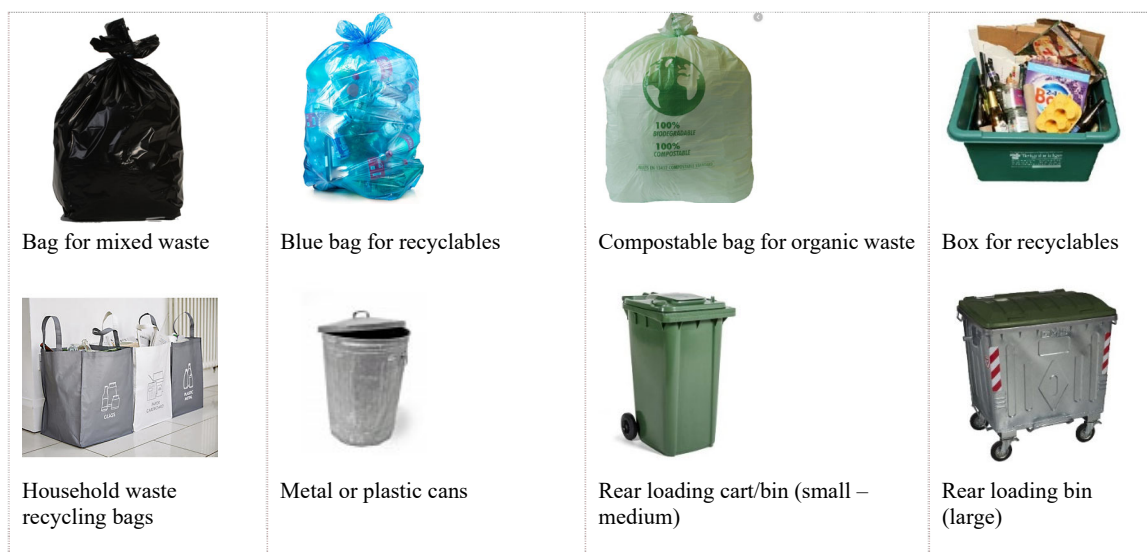 100%
BIODEGRADABLE
100%
COMPOSTABLE
Bag for mixed waste
Blue bag for recyclables
Compostable bag for organic waste
Box for recyclables
GLASS
Household waste
recycling bags
Metal or plastic cans
Rear loading cart/bin (small –
medium)
Rear loading bin
(large)